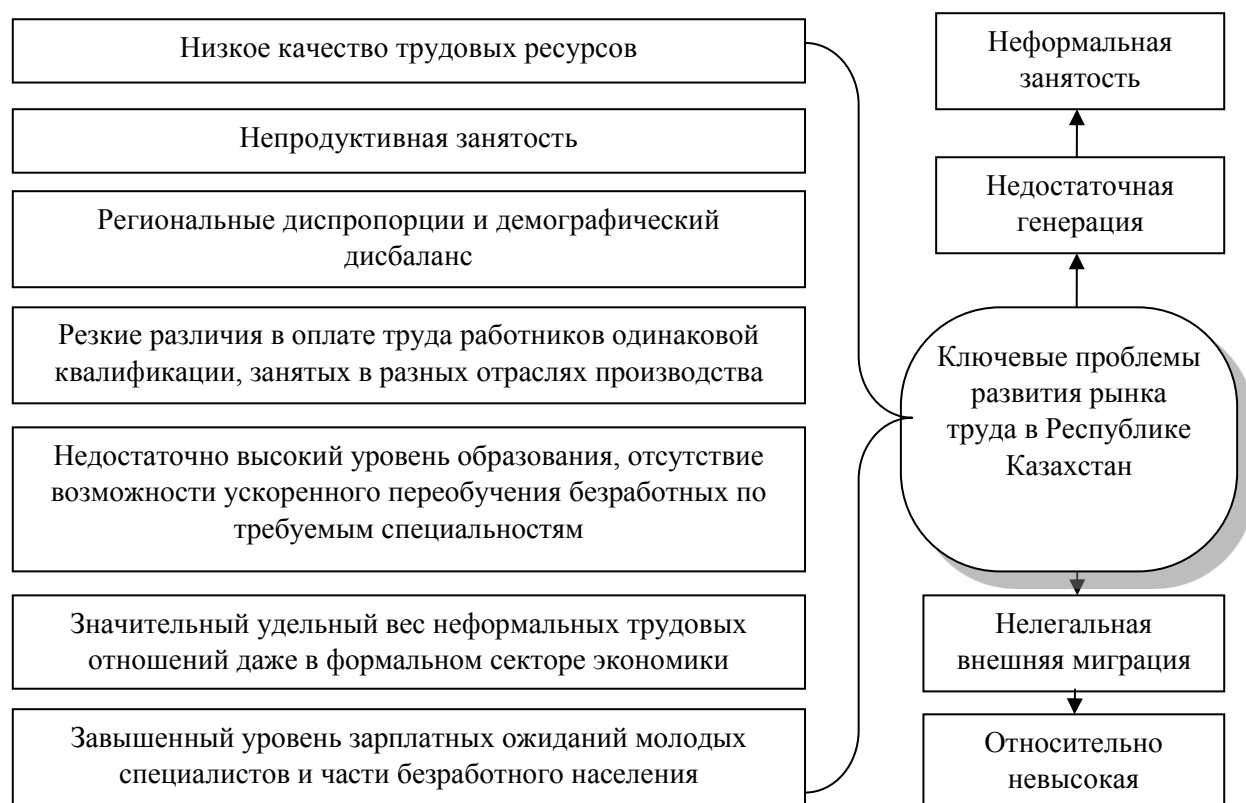 Низкое качество трудовых ресурсов
Непродуктивная занятость
Региональные диспропорции и демографический
дисбаланс
Резкие различия в оплате труда работников одинаковой
квалификации, занятых в разных отраслях производства
Недостаточно высокий уровень образования, отсутствие
возможности ускоренного переобучения безработных по
требуемым специальностям
Значительный удельный вес неформальных трудовых
отношений даже в формальном секторе экономики
Завышенный уровень зарплатных ожиданий молодых
специалистов и части безработного населения
Неформальная
занятость
Недостаточная
генерация
Ключевые проблемы
развития рынка
труда в Республике
Казахстан
Нелегальная
внешняя миграция
Относительно
невысокая